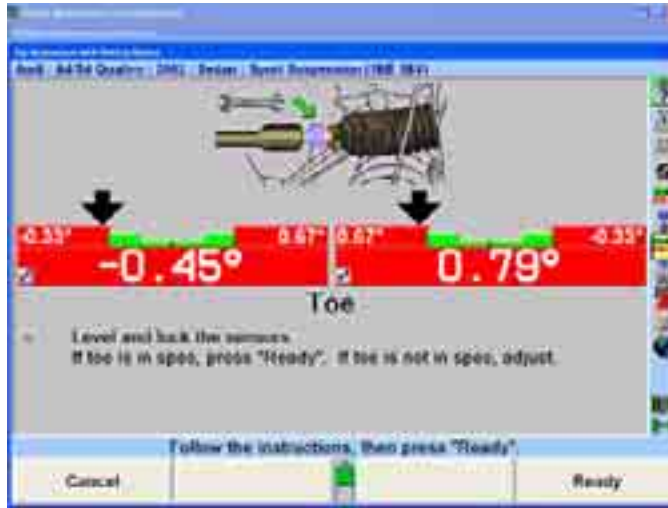 Audi : A4/S4 Quattro : 2002 : Sedan : Sport Suspension (1BE
-0.33° 0.67° 0.67° -0.33°
-0.45° 0.79°
Toe
Level and lock the sensors.
If toe is in spec, press "Ready". If toe is not in spec, adjust.
Follow the instructions, then press "Ready".
Cancel Ready